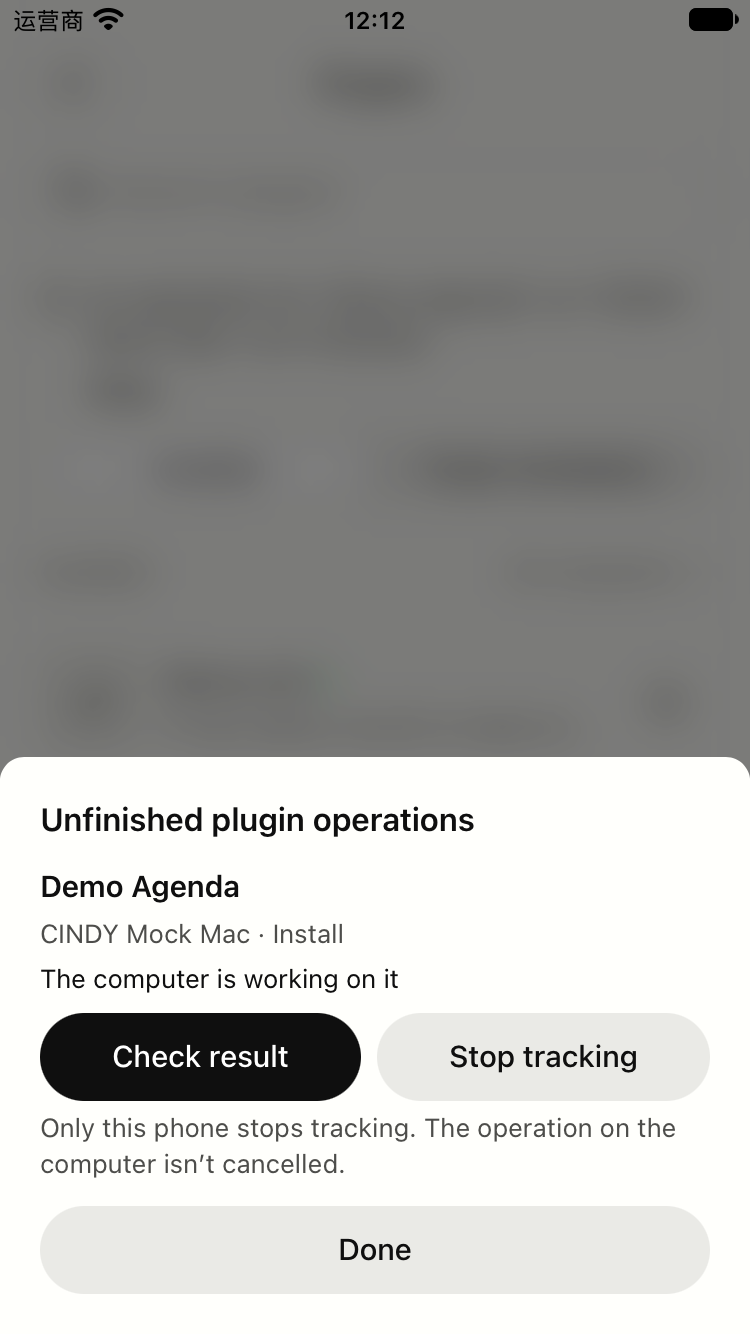 运营商
12:12
Unfinished plugin operations
Demo Agenda
CINDY Mock Mac · Install
The computer is working on it
Check result
Stop tracking
Only this phone stops tracking. The operation on the
computer isn’t cancelled.
Done